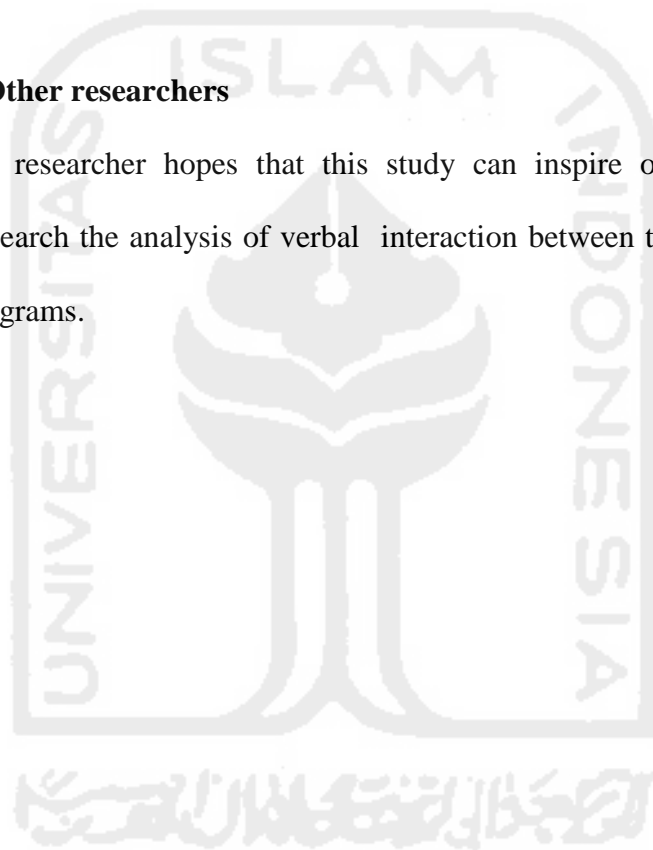 ISLAM
UNIVERSITAS
INDONESIA
Other researchers
researcher hopes that this study can inspire o
earch the analysis of verbal interaction between t
grams.